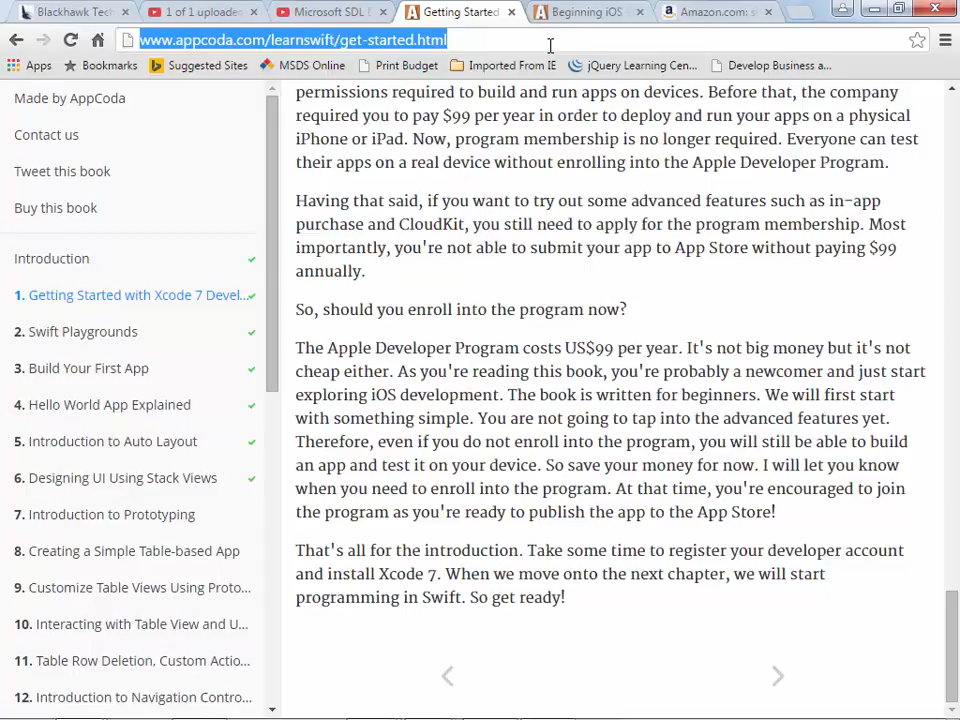 Blackhawk Tech
1 of 1 uploade
Microsoft SDL
Getting Started
Beginning iOS
Amazon.com: s
www.appcoda.com/learnswift/get-started.html
Apps
Bookmarks
Suggested Sites
MSDS Online
Print Budget
Imported From IE
jQuery Learning Cen...
Develop Business a...
Made by AppCoda
Contact us
Tweet this book
Buy this book
Introduction
1. Getting Started with Xcode 7 Devel...
2. Swift Playgrounds
3. Build Your First App
4. Hello World App Explained
5. Introduction to Auto Layout
6. Designing UI Using Stack Views
7. Introduction to Prototyping
8. Creating a Simple Table-based App
9. Customize Table Views Using Proto...
10. Interacting with Table View and U...
11. Table Row Deletion, Custom Actio...
12. Introduction to Navigation Contro...
permissions required to build and run apps on devices. Before that, the company
required you to pay $99 per year in order to deploy and run your apps on a physical
iPhone or iPad. Now, program membership is no longer required. Everyone can test
their apps on a real device without enrolling into the Apple Developer Program.
Having that said, if you want to try out some advanced features such as in-app
purchase and CloudKit, you still need to apply for the program membership. Most
importantly, you're not able to submit your app to App Store without paying $99
annually.
So, should you enroll into the program now?
The Apple Developer Program costs US$99 per year. It's not big money but it's not
cheap either. As you're reading this book, you're probably a newcomer and just start
exploring iOS development. The book is written for beginners. We will first start
with something simple. You are not going to tap into the advanced features yet.
Therefore, even if you do not enroll into the program, you will still be able to build
an app and test it on your device. So save your money for now. I will let you know
when you need to enroll into the program. At that time, you're encouraged to join
the program as you're ready to publish the app to the App Store!
That's all for the introduction. Take some time to register your developer account
and install Xcode 7. When we move onto the next chapter, we will start
programming in Swift. So get ready!